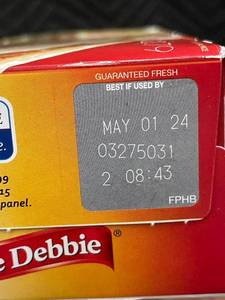 GUARANTEED FRESH
BEST IF USED BY
MAY 01 24
03275031
2 08:43
FPHB
panel.
Debbie®